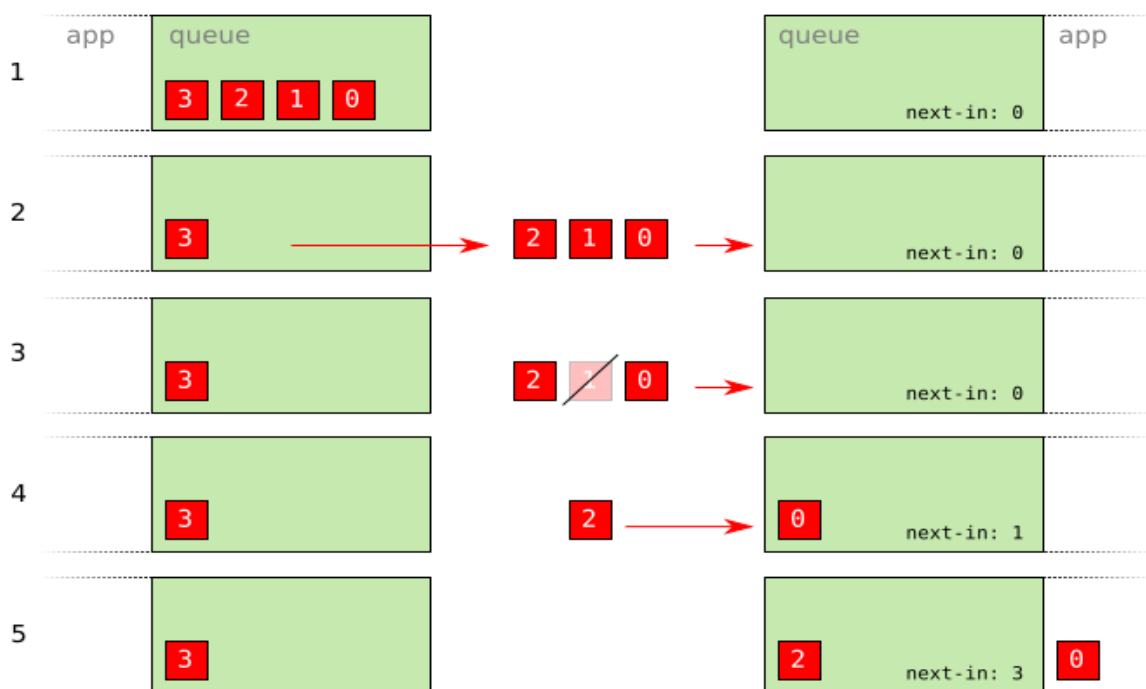 app queue queue app
1
3 2 1 0
next-in: 0
2
3 2 1 0
next-in: 0
3
3 2 1 0
next-in: 0
4
3 2 0
next-in: 1
5
3 2 0
next-in: 3